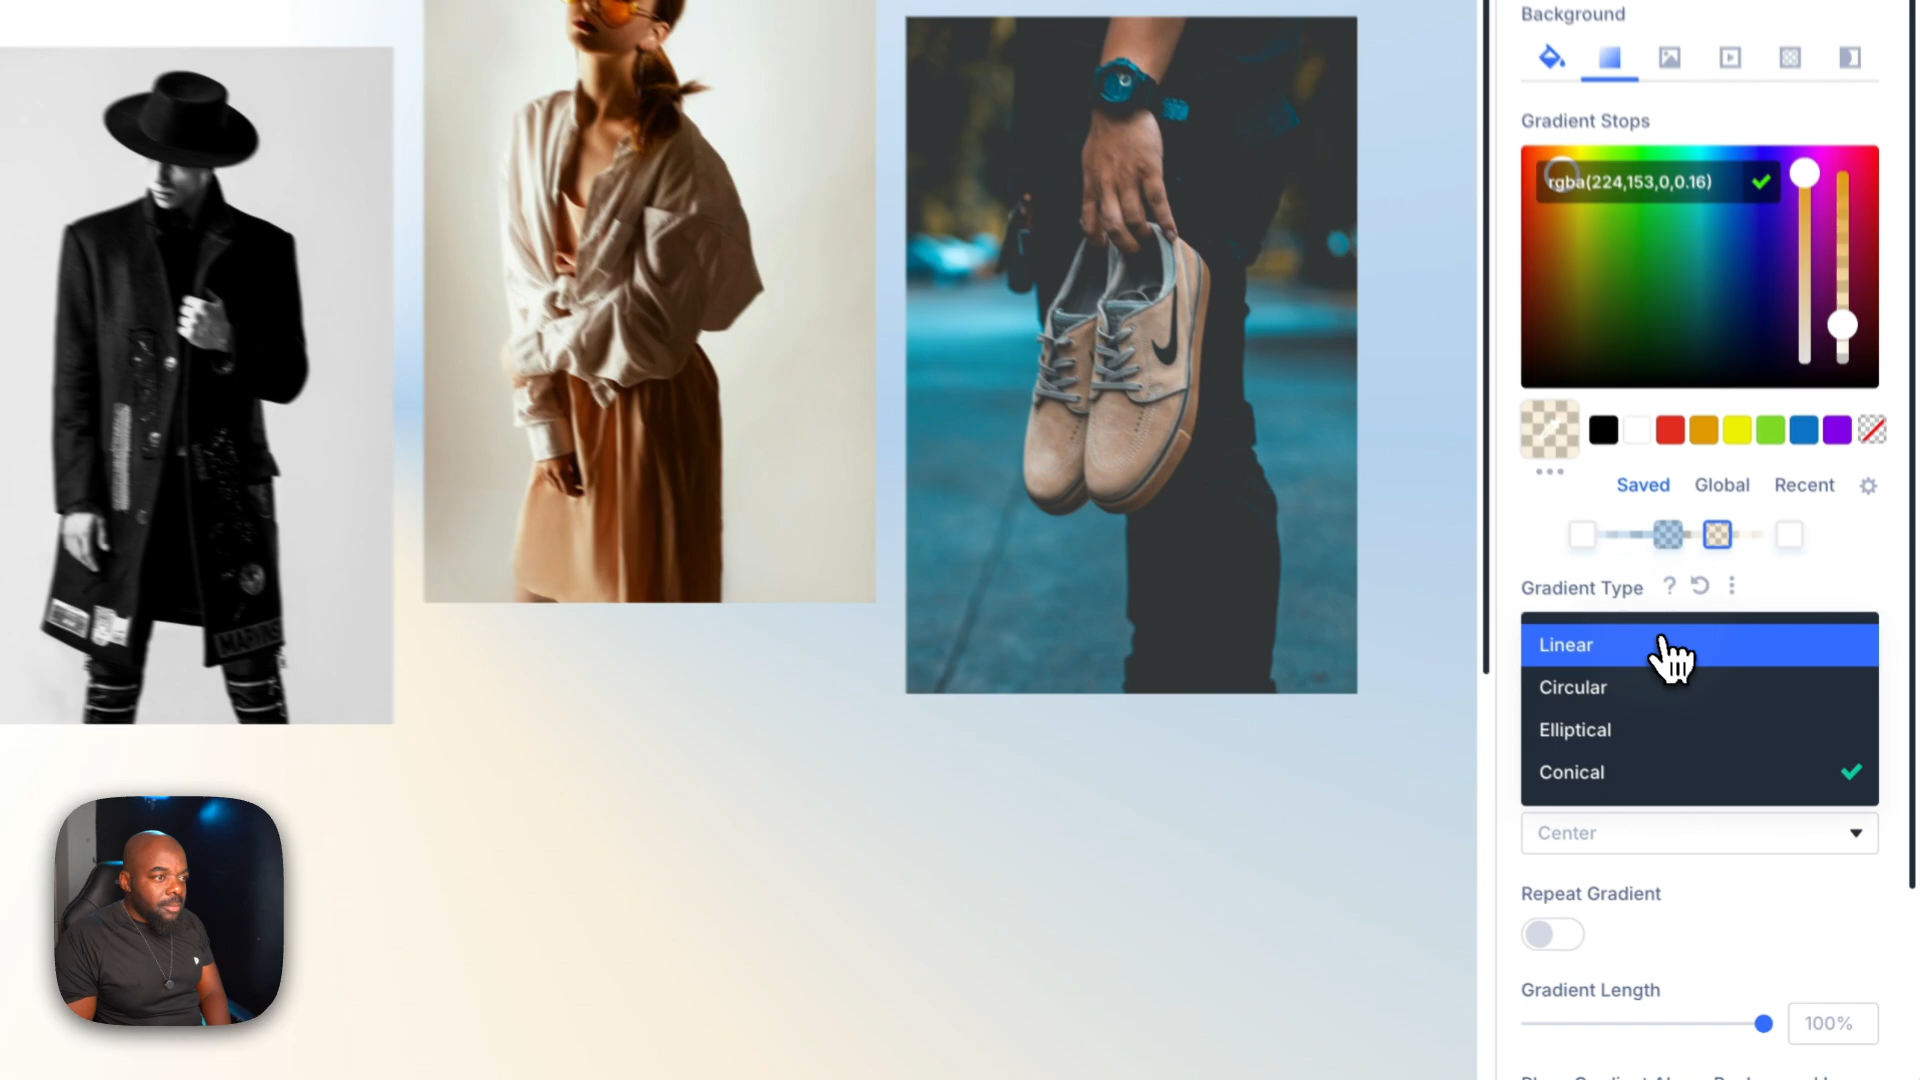 Background
Gradient Stops
rgba(224,153,0,0.16)
Saved Global Recent
Gradient Type ?
Linear
Circular
Elliptical
Conical
Center
Repeat Gradient
Gradient Length
100%